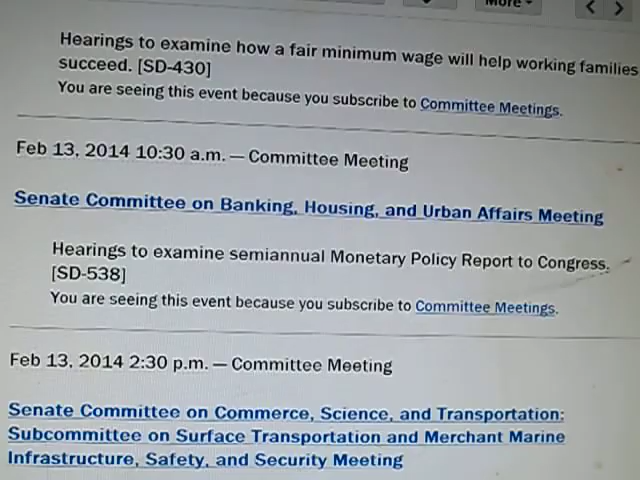 More
Hearings to examine how a fair minimum wage will help working families
succeed. [SD-430]
You are seeing this event because you subscribe to Committee Meetings.
Feb 13, 2014 10:30 a.m. — Committee Meeting
Senate Committee on Banking, Housing, and Urban Affairs Meeting
Hearings to examine semiannual Monetary Policy Report to Congress.
[SD-538]
You are seeing this event because you subscribe to Committee Meetings.
Feb 13, 2014 2:30 p.m. — Committee Meeting
Senate Committee on Commerce, Science, and Transportation:
Subcommittee on Surface Transportation and Merchant Marine
Infrastructure, Safety, and Security Meeting